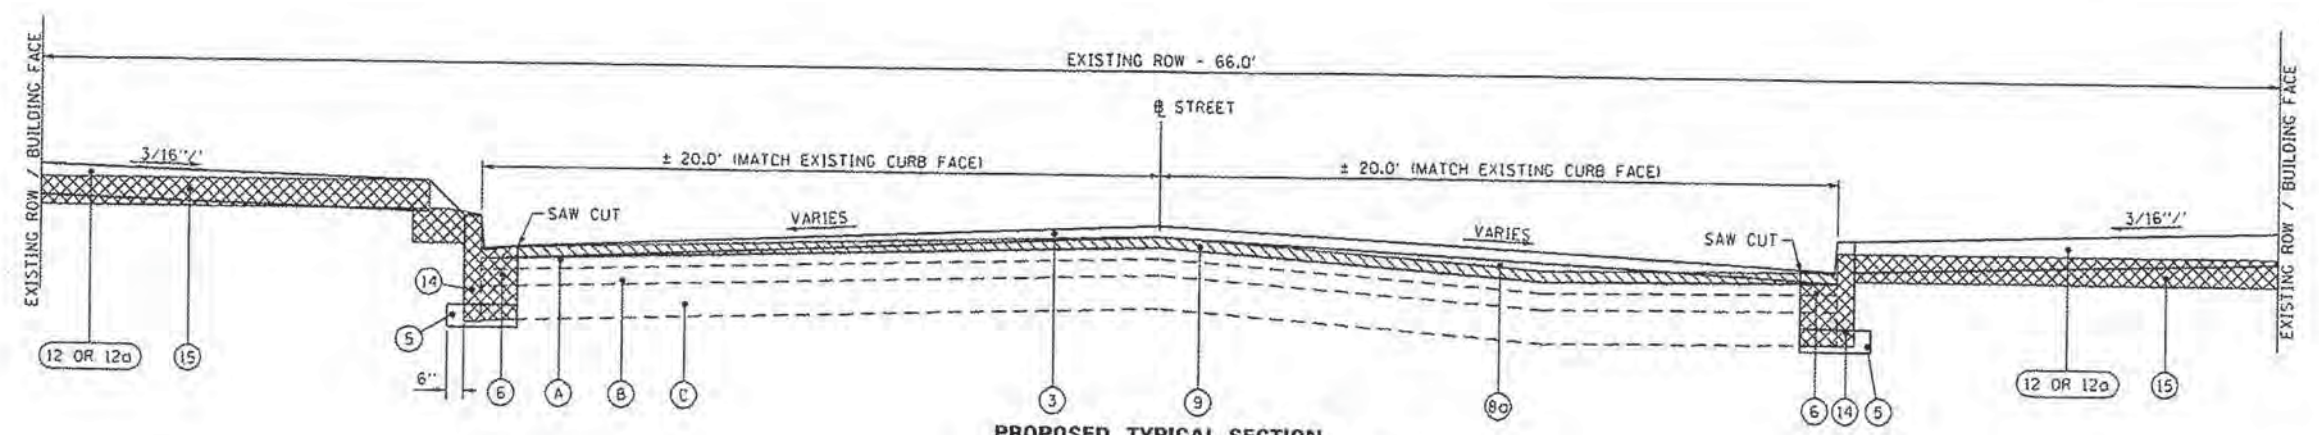 EXISTING ROW - 66.0'
EXISTING ROW / BUILDING FACE
EXISTING ROW / BUILDING FACE
℄ STREET
3/16"/'
± 20.0' (MATCH EXISTING CURB FACE)
± 20.0' (MATCH EXISTING CURB FACE)
3/16"/'
SAW CUT
VARIES
VARIES
SAW CUT
14
5
12 OR 12a
15
6"
6
A
B
C
3
9
8a
6
14
5
12 OR 12a
15
PROPOSED TYPICAL SECTION